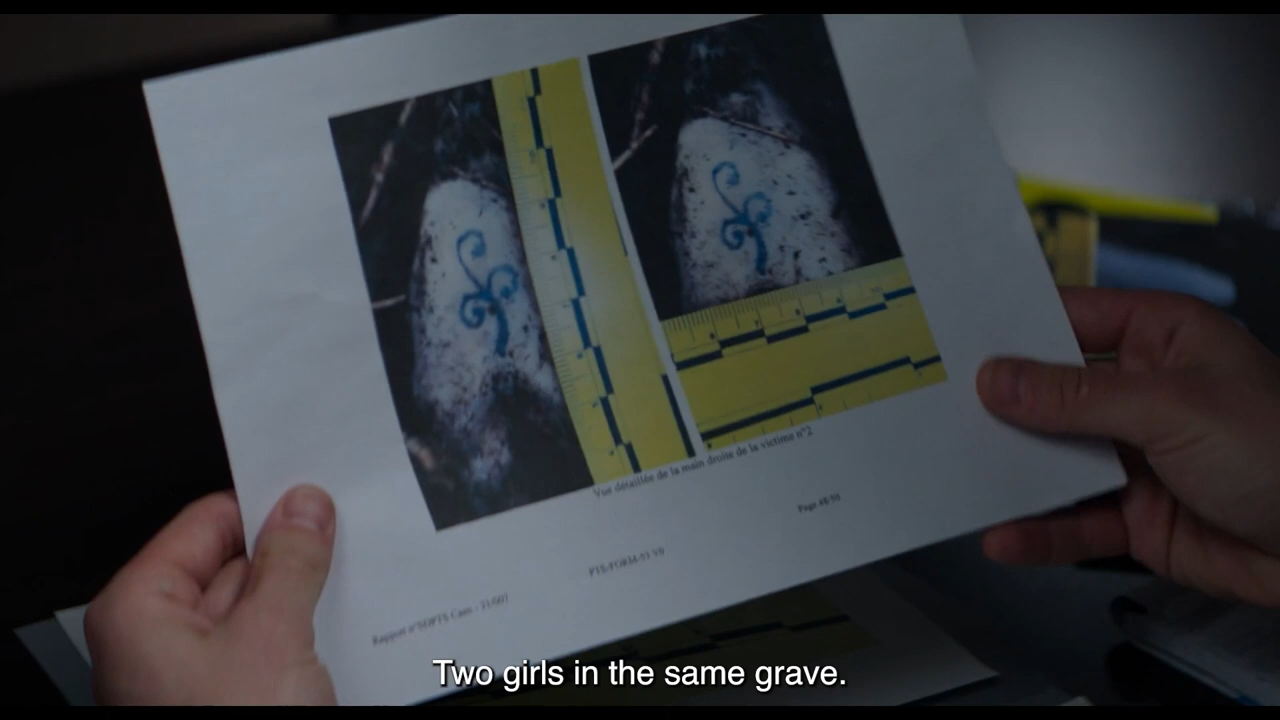 Vue détaillée de la main droite de la victime n°2
Page 48/50
PTS-FORM-53 V0
Two girls in the same grave.